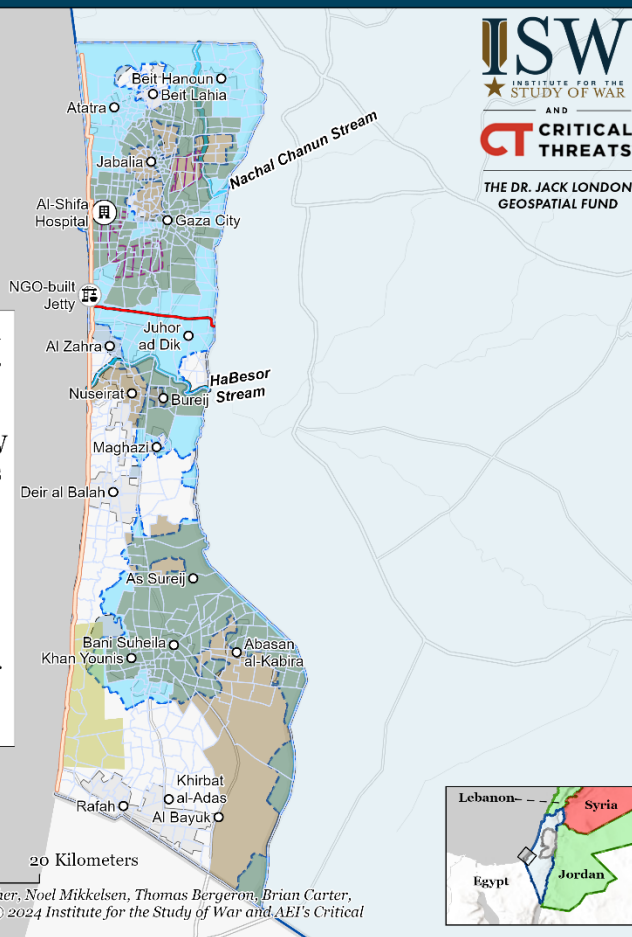 ISW
INSTITUTE FOR THE
STUDY OF WAR
AND
CT CRITICAL
THREATS
THE DR. JACK LONDON
GEOSPATIAL FUND
Beit Hanoun
Beit Lahia
Atatra
Nachal Chanun Stream
Jabalia
Al-Shifa
Hospital
Gaza City
NGO-built
Jetty
Juhor
ad Dik
Al Zahra
HaBesor
Stream
Nuseirat
Bureij
Maghazi
Deir al Balah
As Sureij
Bani Suheila
Abasan
al-Kabira
Khan Younis
Khirbat
al-Adas
Rafah
Al Bayuk
Lebanon
Syria
Jordan
Egypt
20 Kilometers
Noel Mikkelsen, Thomas Bergeron, Brian Carter,
© 2024 Institute for the Study of War and AEI's Critical